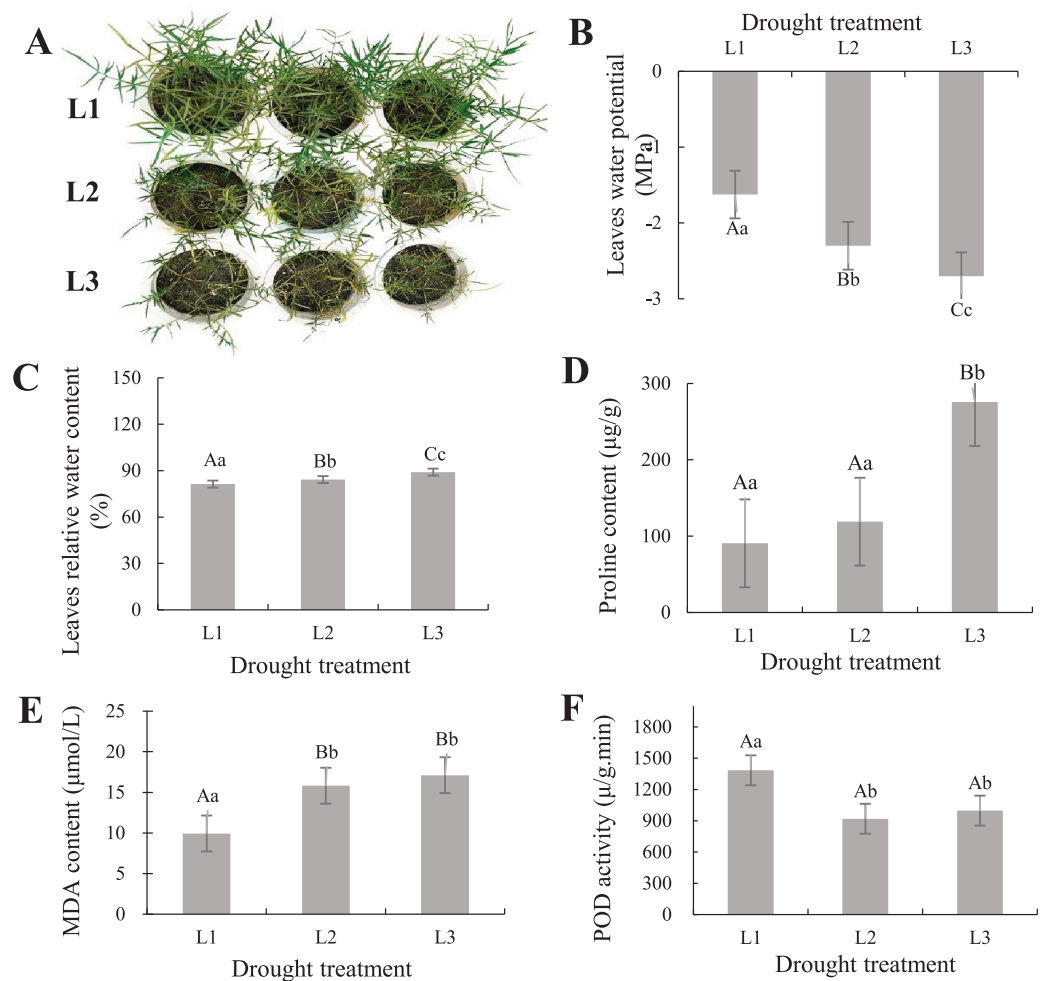 A
L1
L2
L3
B
Drought treatment
L1 L2 L3
0
-1
-2
-3
Leaves water potential
(MPa)
Aa
Bb
Cc
C
150
120
90
60
30
0
Leaves relative water content
(%)
Aa Bb Cc
L1 L2 L3
Drought treatment
D
300
200
100
0
Proline content (µg/g)
Aa Aa Bb
L1 L2 L3
Drought treatment
E
25
20
15
10
5
0
MDA content (µmol/L)
Aa Bb Bb
L1 L2 L3
Drought treatment
F
1800
1500
1200
900
600
300
0
POD activity (µ/g.min)
Aa Ab Ab
L1 L2 L3
Drought treatment